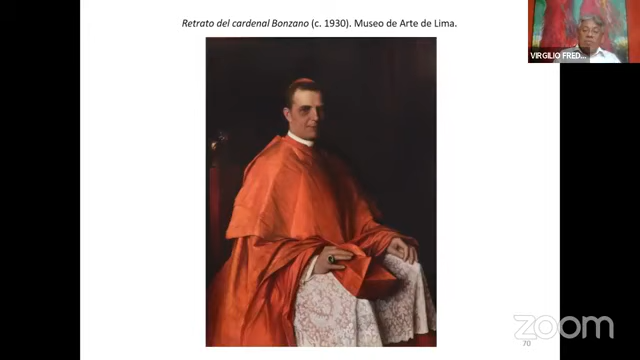 Retrato del cardenal Bonzano (c. 1930). Museo de Arte de Lima.
VIRGILIO FRED...
zoom
70